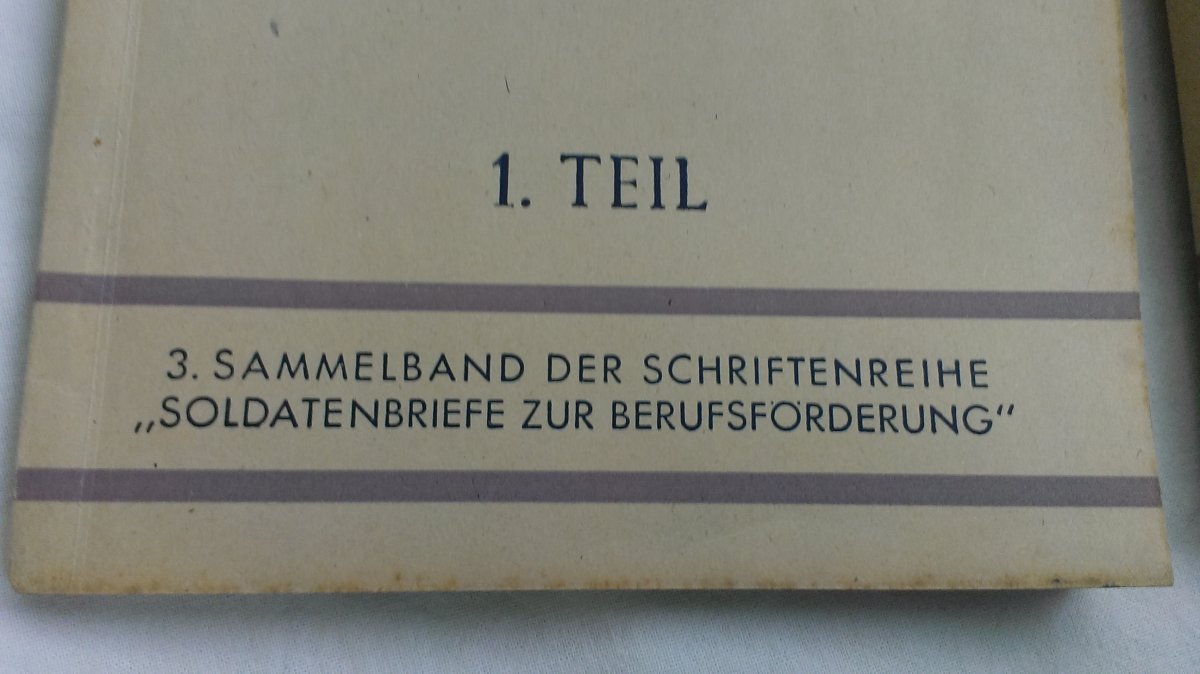 1. TEIL
3. SAMMELBAND DER SCHRIFTENREIHE
„SOLDATENBRIEFE ZUR BERUFSFÖRDERUNG“